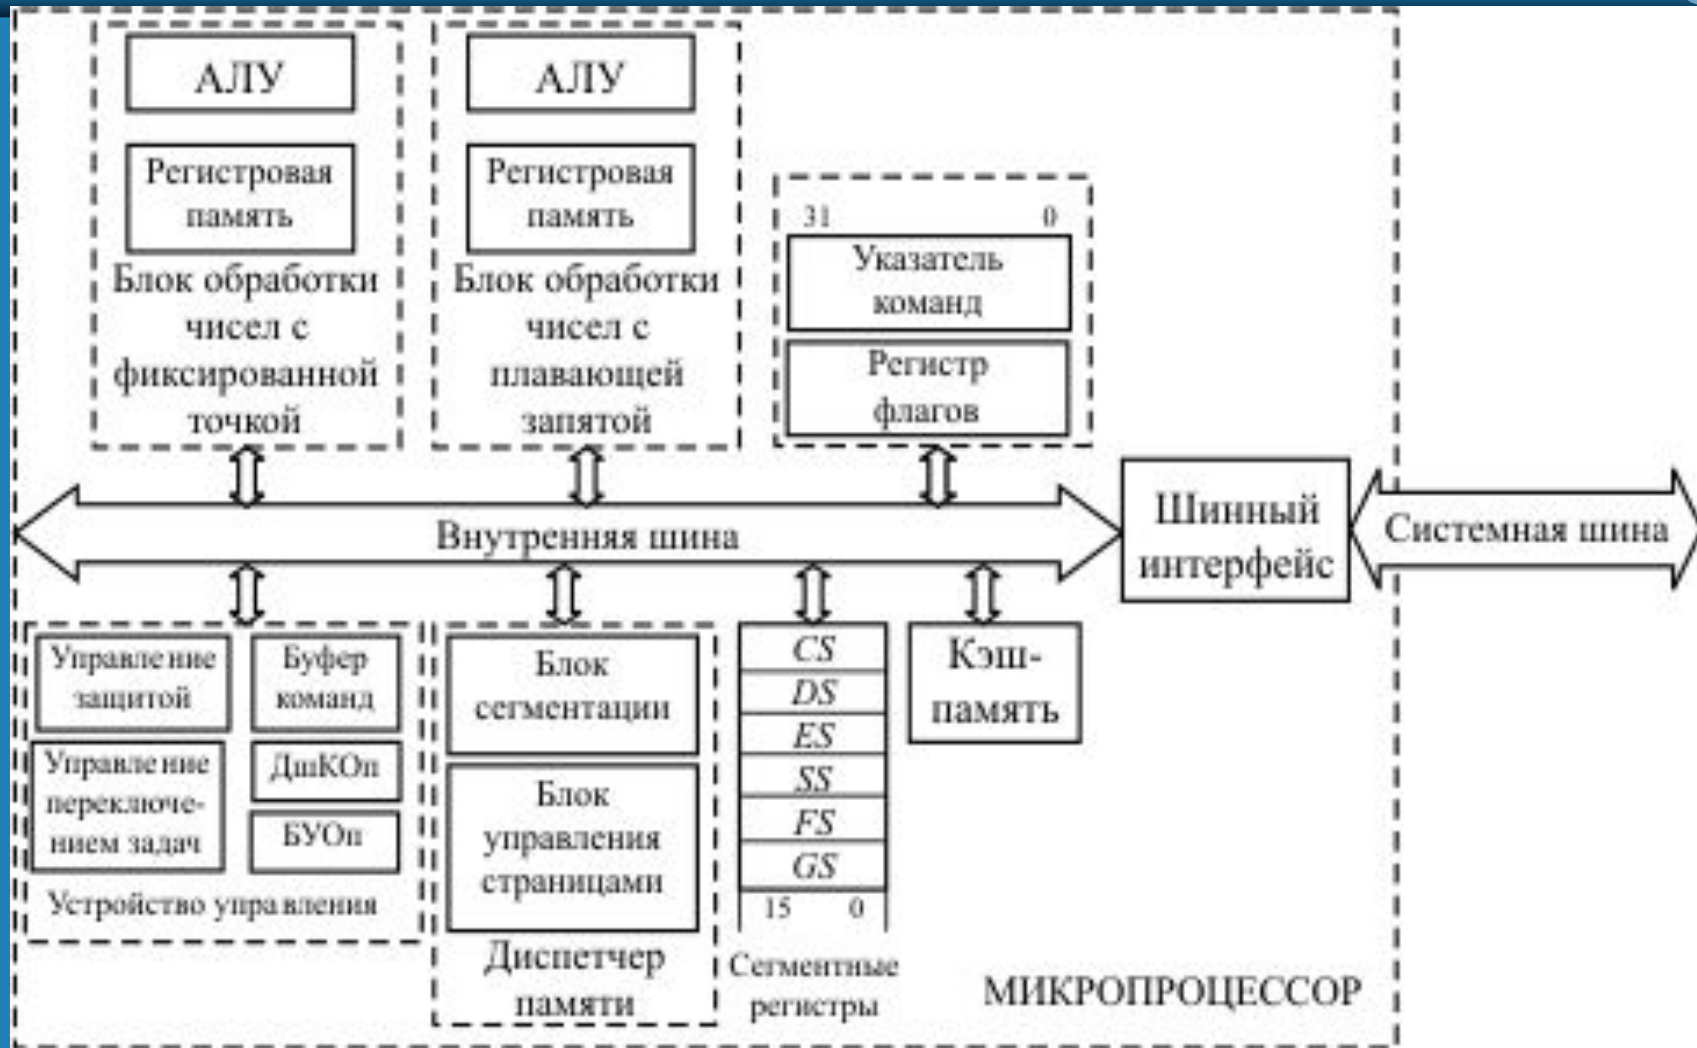 АЛУ
Регистровая
память
Блок обработки
чисел с
фиксированной
точкой
АЛУ
Регистровая
память
Блок обработки
чисел с
плавающей
запятой
31 0
Указатель
команд
Регистр
флагов
Внутренняя шина
Шинный
интерфейс
Системная шина
Управление
защитой
Буфер
команд
Управление
переключе-
нием задач
ДшКОп
БУОп
Устройство управления
Блок
сегментации
Блок
управления
страницами
Диспетчер
памяти
CS
DS
ES
SS
FS
GS
15 0
Сегментные
регистры
Кэш-
память
МИКРОПРОЦЕССОР